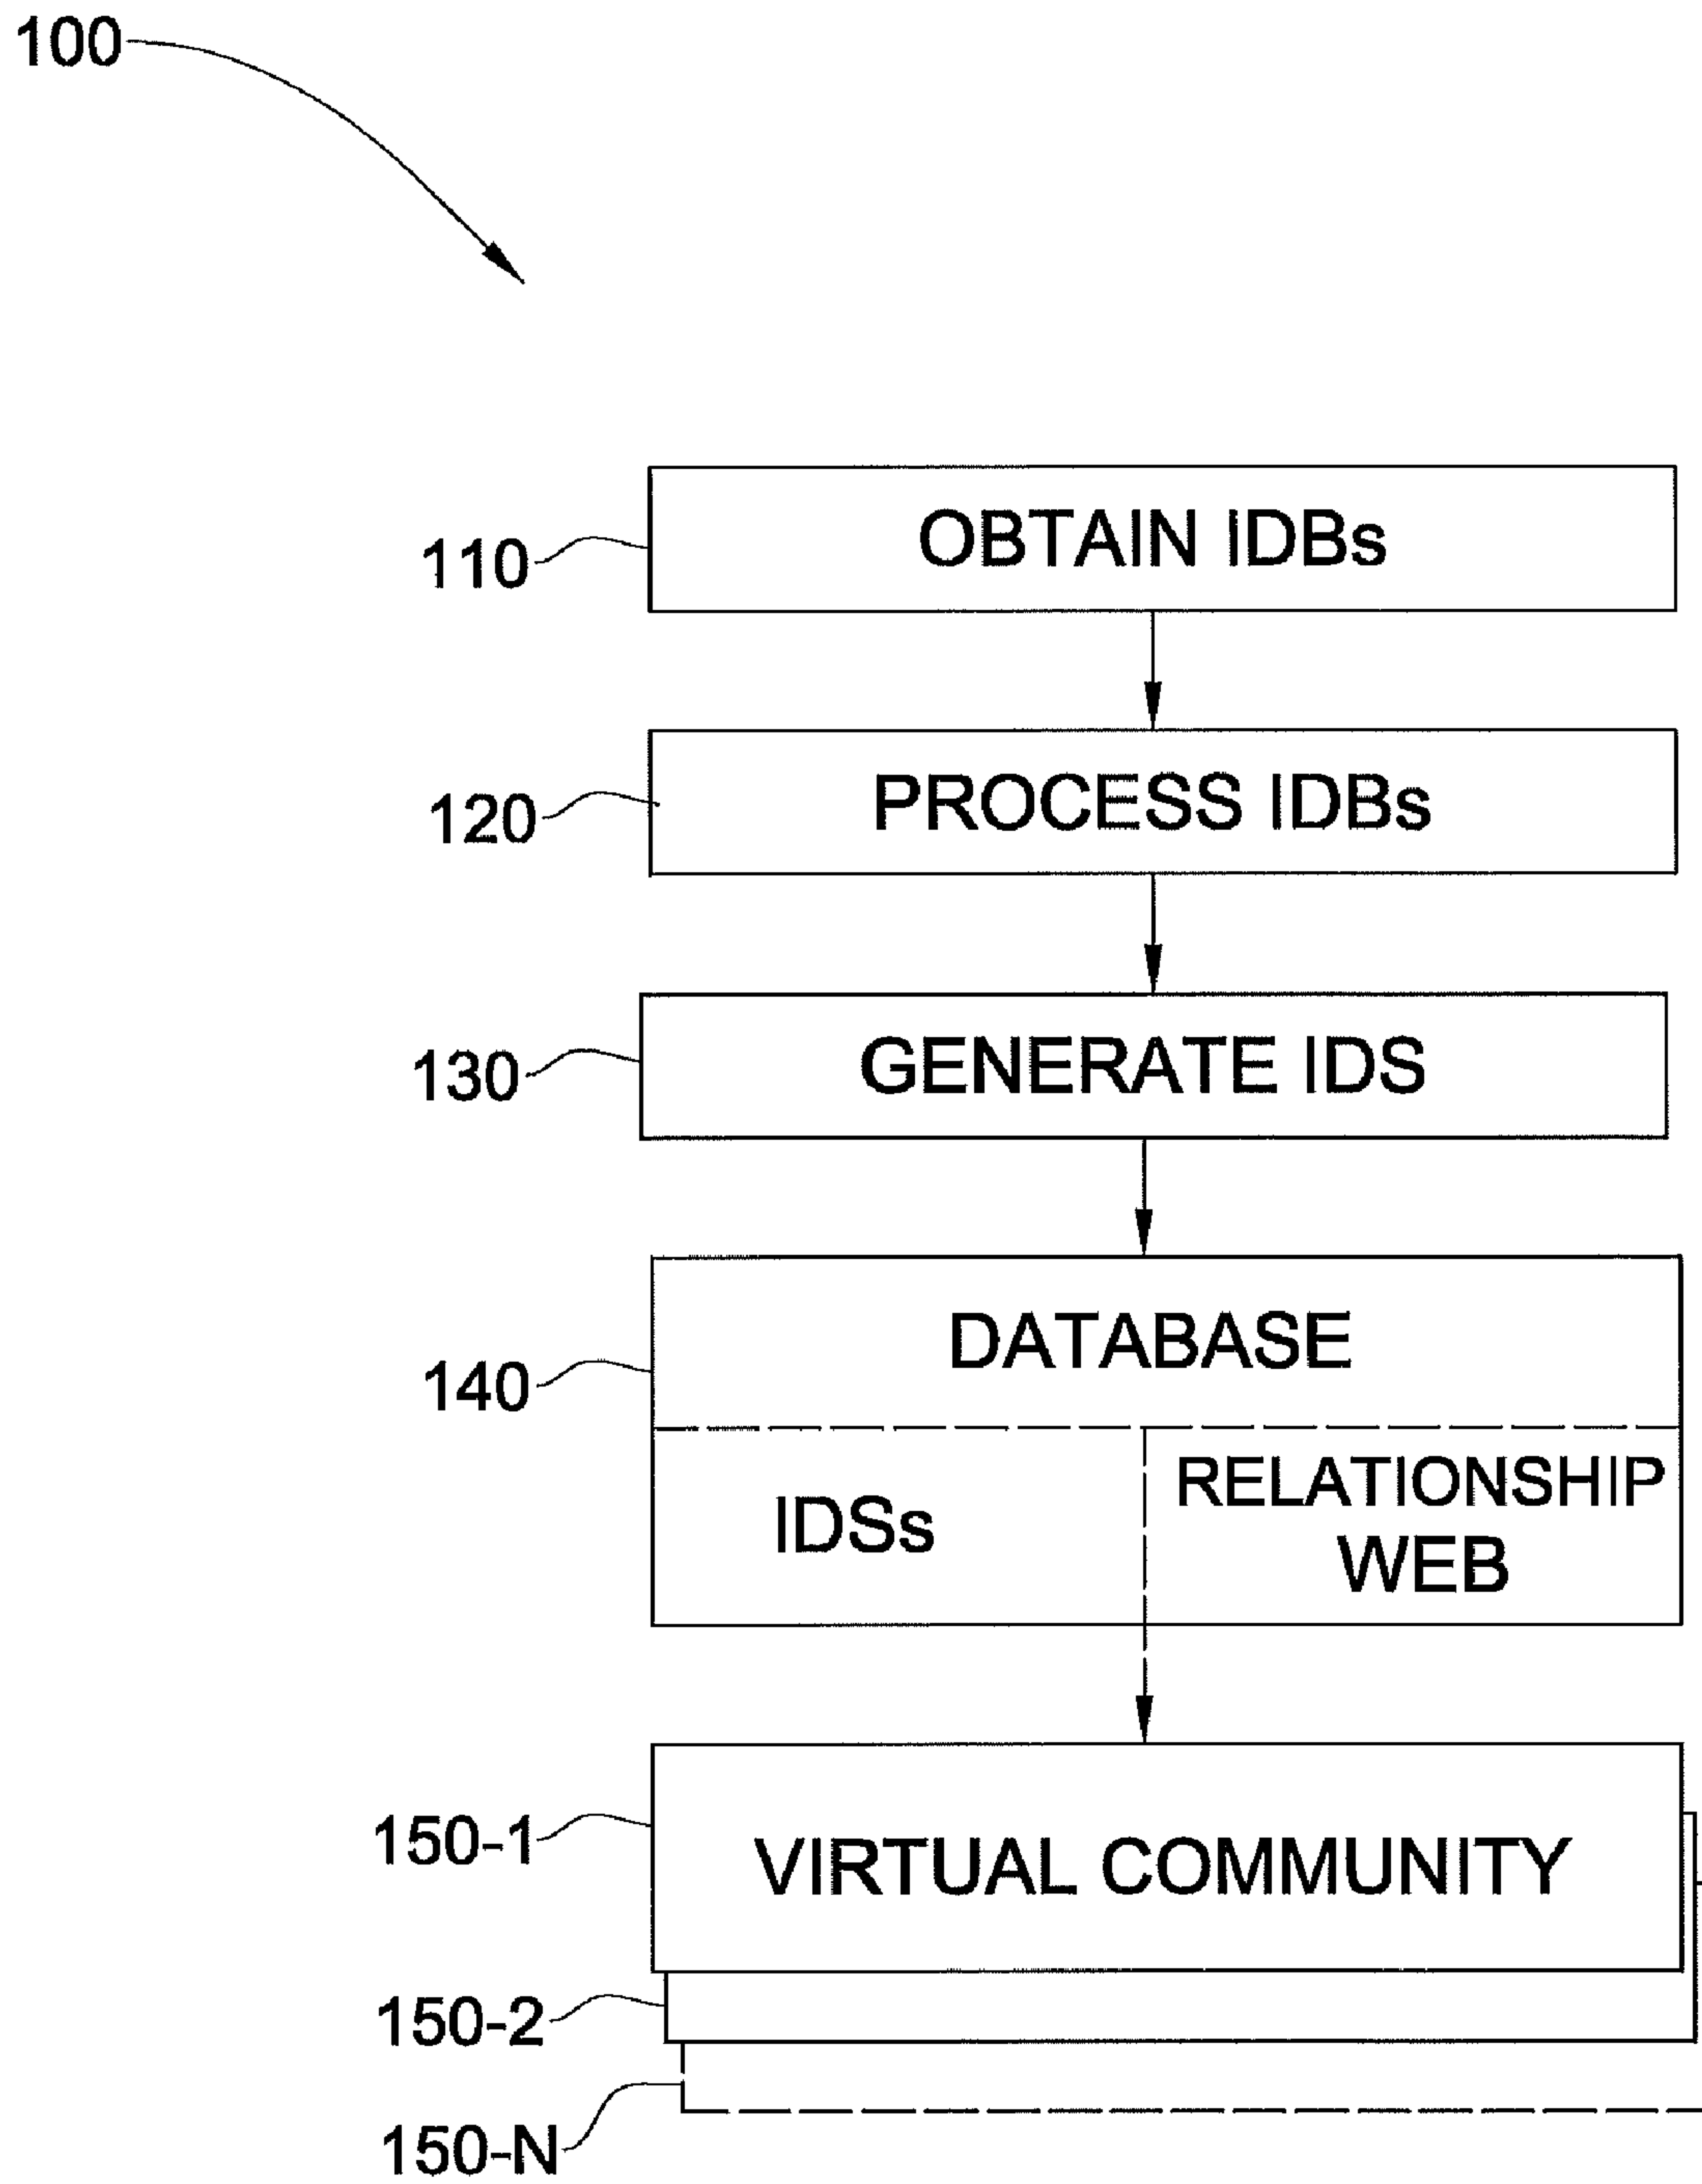 100
110
OBTAIN IDBs
120
PROCESS IDBs
130
GENERATE IDS
140
DATABASE
IDSs
RELATIONSHIP
WEB
150-1
VIRTUAL COMMUNITY
150-2
150-N